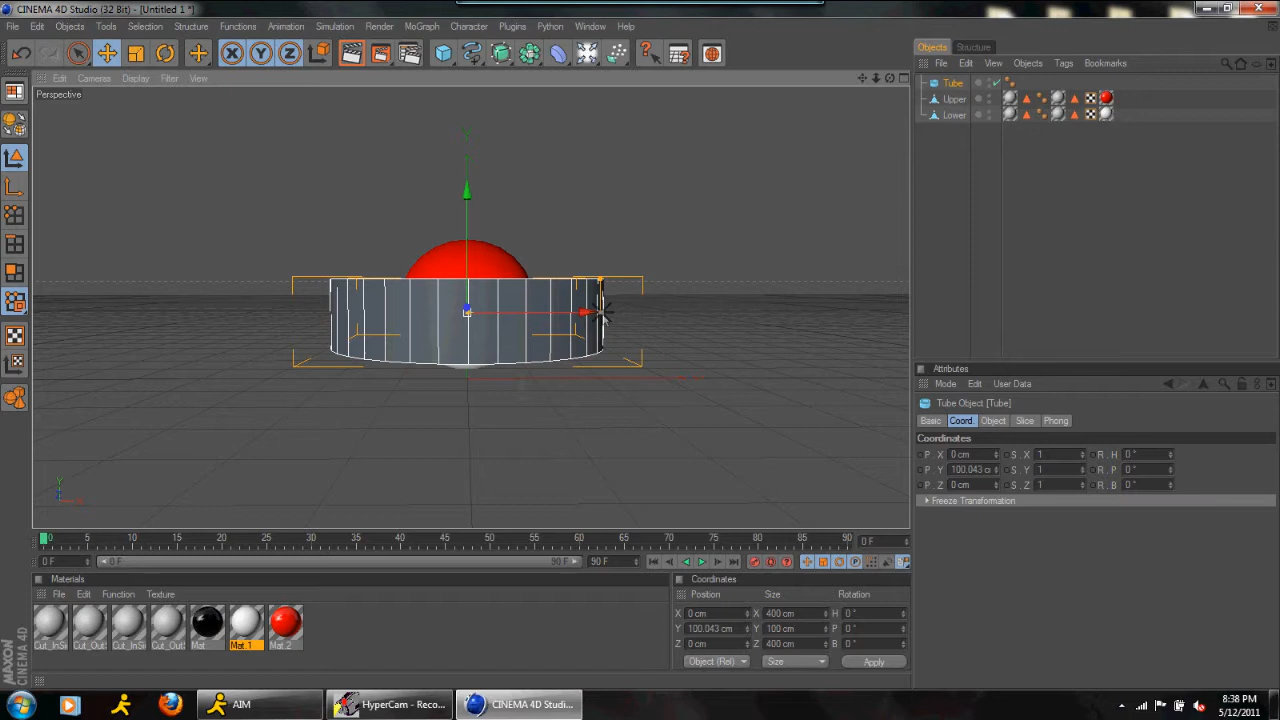 CINEMA 4D Studio (32 Bit) - [Untitled 1 *]
File Edit Objects Tools Selection Structure Functions Animation Simulation Render MoGraph Character Plugins Python Window Help
Edit Cameras Display Filter View
Perspective
Y
Y
X
Objects Structure
File Edit View Objects Tags Bookmarks
Tube
Upper
Lower
Attributes
Mode Edit User Data
Tube Object [Tube]
Basic Coord. Object Slice Phong
Coordinates
P . X 0 cm S . X 1 R . H 0 °
P . Y 100.043 c S . Y 1 R . P 0 °
P . Z 0 cm S . Z 1 R . B 0 °
Freeze Transformation
0 5 10 15 20 25 30 35 40 45 50 55 60 65 70 75 80 85 90 0 F
0 F 0 F 90 F 90 F
Materials
File Edit Function Texture
Cut_InSi Cut_Out Cut_InSi Cut_Out Mat Mat.1 Mat.2
Coordinates
Position Size Rotation
X 0 cm X 400 cm H 0 °
Y 100.043 cm Y 100 cm P 0 °
Z 0 cm Z 400 cm B 0 °
Object (Rel) Size Apply
MAXON
CINEMA 4D
AIM
HyperCam - Reco...
CINEMA 4D Studi...
8:38 PM
5/12/2011